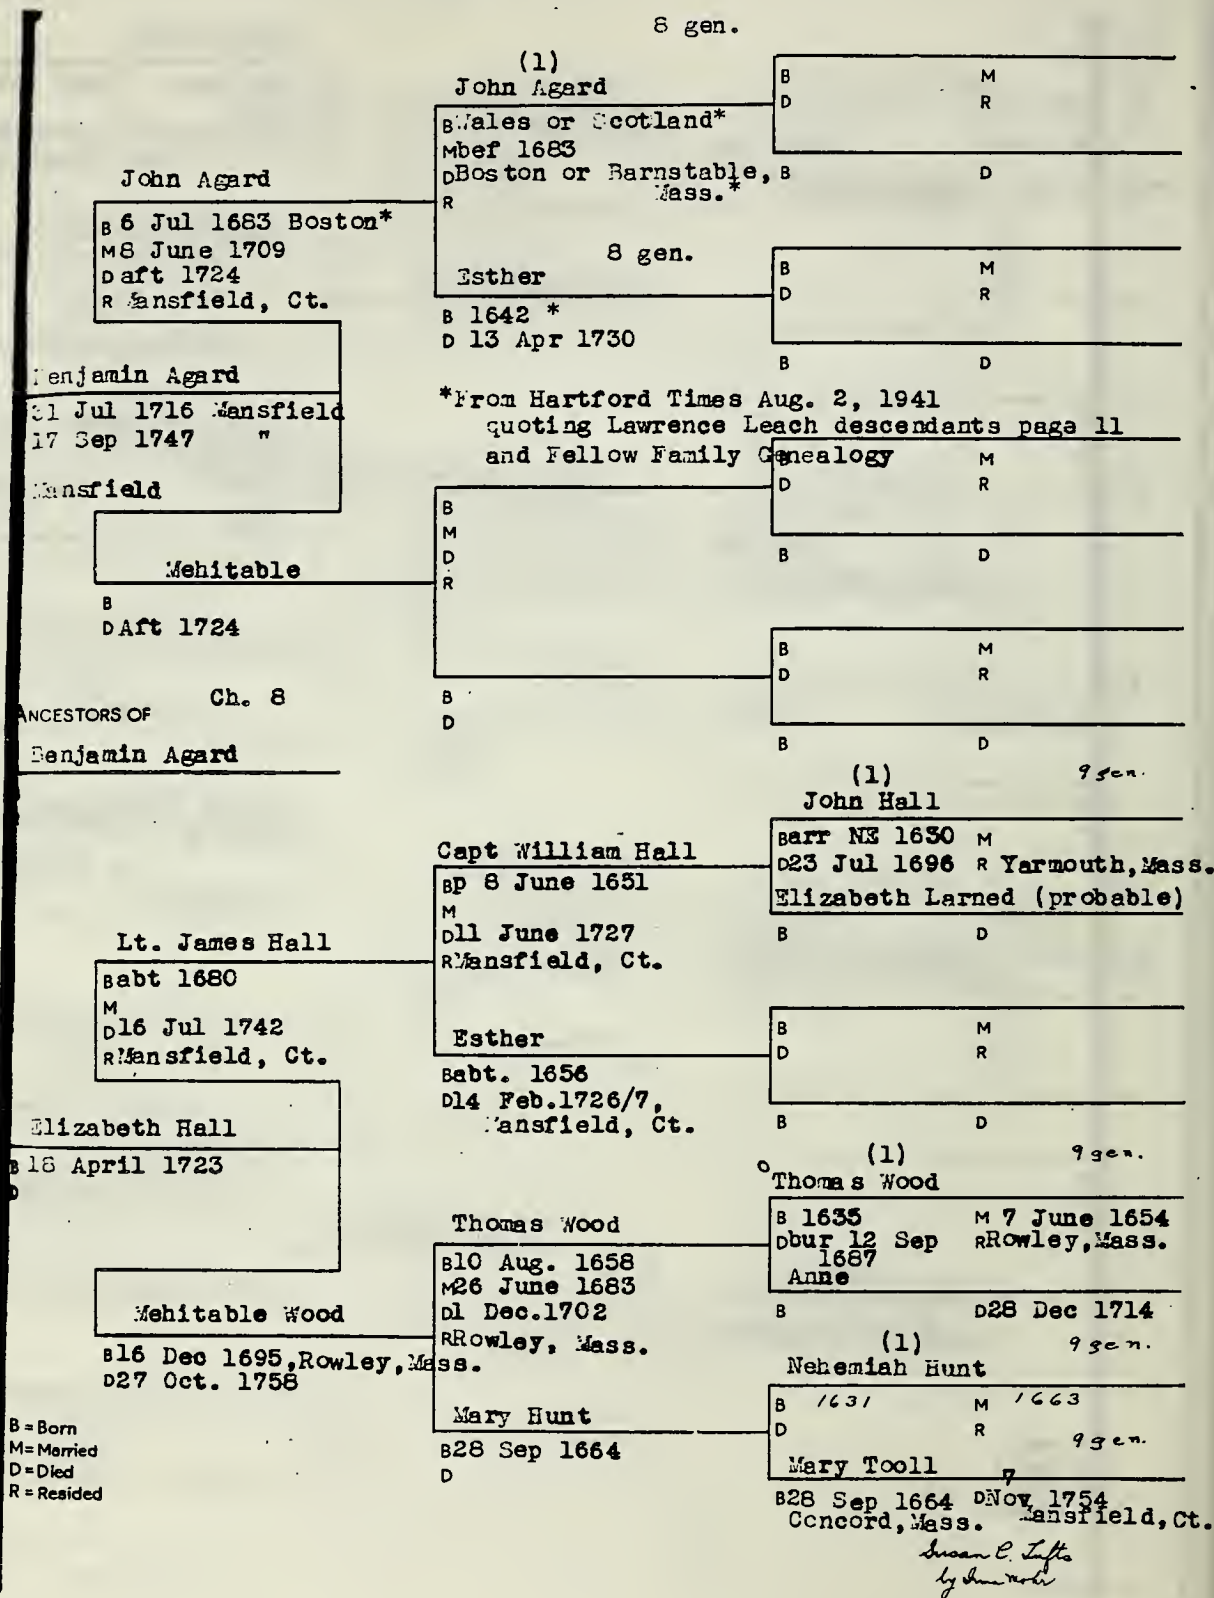 8 gen.
(1)
John Agard
B Wales or Scotland*
M bef 1683
D Boston or Barnstable,
Mass.*
R
B M
D R
B D
John Agard
B 6 Jul 1683 Boston*
M 8 June 1709
D aft 1724
R Mansfield, Ct.
8 gen.
Esther
B 1642 *
D 13 Apr 1730
B M
D R
B D
Benjamin Agard
31 Jul 1716 Mansfield
17 Sep 1747 "
Mansfield
*From Hartford Times Aug. 2, 1941
quoting Lawrence Leach descendants page 11
and Fellow Family Genealogy
B M
D R
B D
B
M
D
R
Mehitable
B
D Aft 1724
B
D
B M
D R
B D
Ch. 8
ANCESTORS OF
Benjamin Agard
(1) 9 gen.
John Hall
B arr NE 1630 M
D 23 Jul 1696 R Yarmouth, Mass.
Elizabeth Larned (probable)
B D
Capt William Hall
B p 8 June 1651
M
D 11 June 1727
R Mansfield, Ct.
Lt. James Hall
B abt 1680
M
D 16 Jul 1742
R Mansfield, Ct.
Esther
B abt. 1656
D 14 Feb. 1726/7,
Mansfield, Ct.
B M
D R
B D
Elizabeth Hall
B 18 April 1723
D
(1) 9 gen.
Thomas Wood
B 1635 M 7 June 1654
D bur 12 Sep R Rowley, Mass.
1687
Anne
B D 28 Dec 1714
Thomas Wood
B 10 Aug. 1658
M 26 June 1683
D 1 Dec. 1702
R Rowley, Mass.
Mehitable Wood
B 16 Dec 1695, Rowley, Mass.
D 27 Oct. 1758
(1) 9 gen.
Nehemiah Hunt
B 1631 M 1663
D R
9 gen.
Mary Tooll
B 28 Sep 1664 D 7 Nov 1754
Concord, Mass. Mansfield, Ct.
Mary Hunt
B 28 Sep 1664
D
B = Born
M = Married
D = Died
R = Resided
Susan C. Tufts
by Irma Mohr